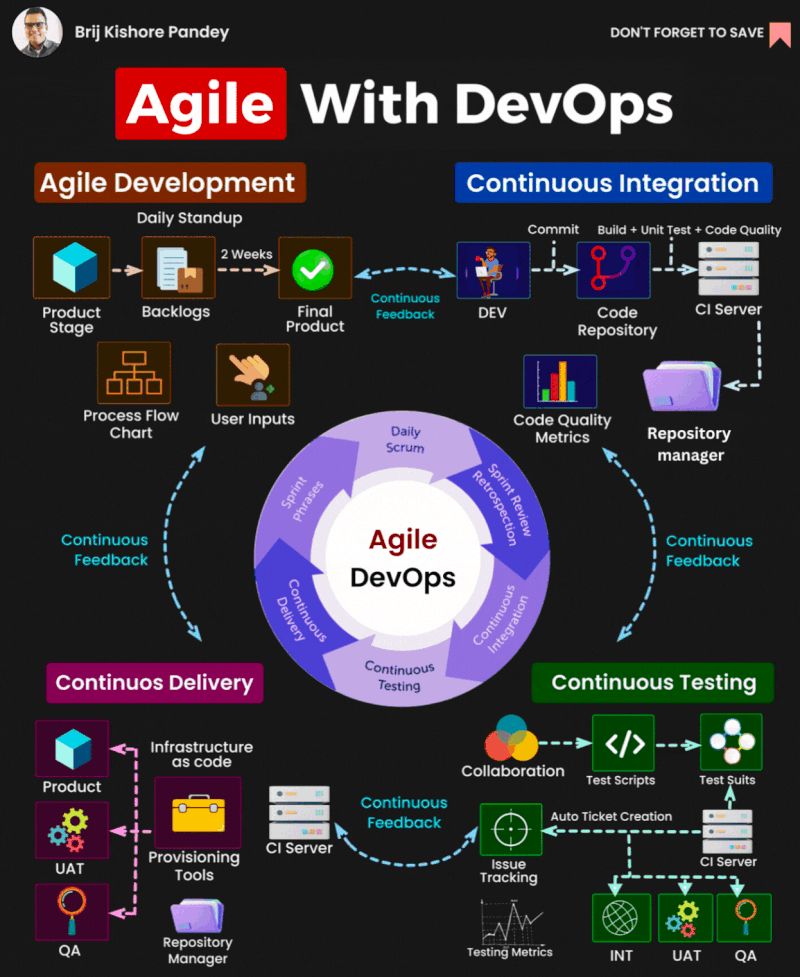 Brij Kishore Pandey
DON'T FORGET TO SAVE
Agile With DevOps
Agile Development
Daily Standup
2 Weeks
Product
Stage
Backlogs
Final
Product
Process Flow
Chart
User Inputs
Continuous
Feedback
Continuous Integration
Commit
Build + Unit Test + Code Quality
DEV
Code
Repository
CI Server
Code Quality
Metrics
Repository
manager
Continuous
Feedback
Daily
Scrum
Sprint Review
Retrospection
Continuous
Integration
Continuous
Testing
Continuous
Delivery
Sprint
Phrases
Agile
DevOps
Continuous
Feedback
Continuos Delivery
Infrastructure
as code
Product
UAT
QA
Provisioning
Tools
Repository
Manager
CI Server
Continuous
Feedback
Continuous Testing
Collaboration
Test Scripts
Test Suits
Auto Ticket Creation
Issue
Tracking
CI Server
Testing Metrics
INT
UAT
QA